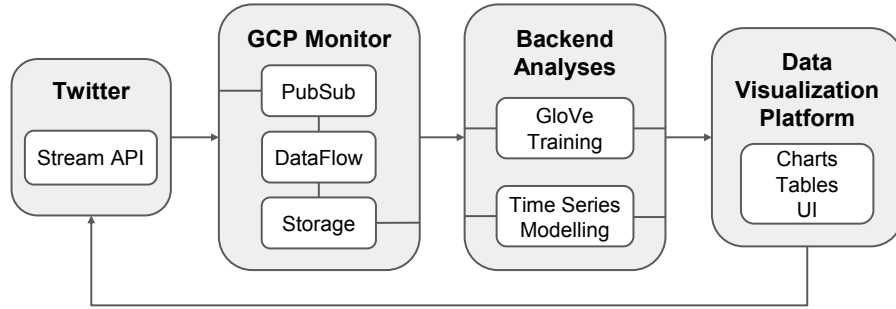 Twitter
Stream API
GCP Monitor
PubSub
DataFlow
Storage
Backend
Analyses
GloVe
Training
Time Series
Modelling
Data
Visualization
Platform
Charts
Tables
UI